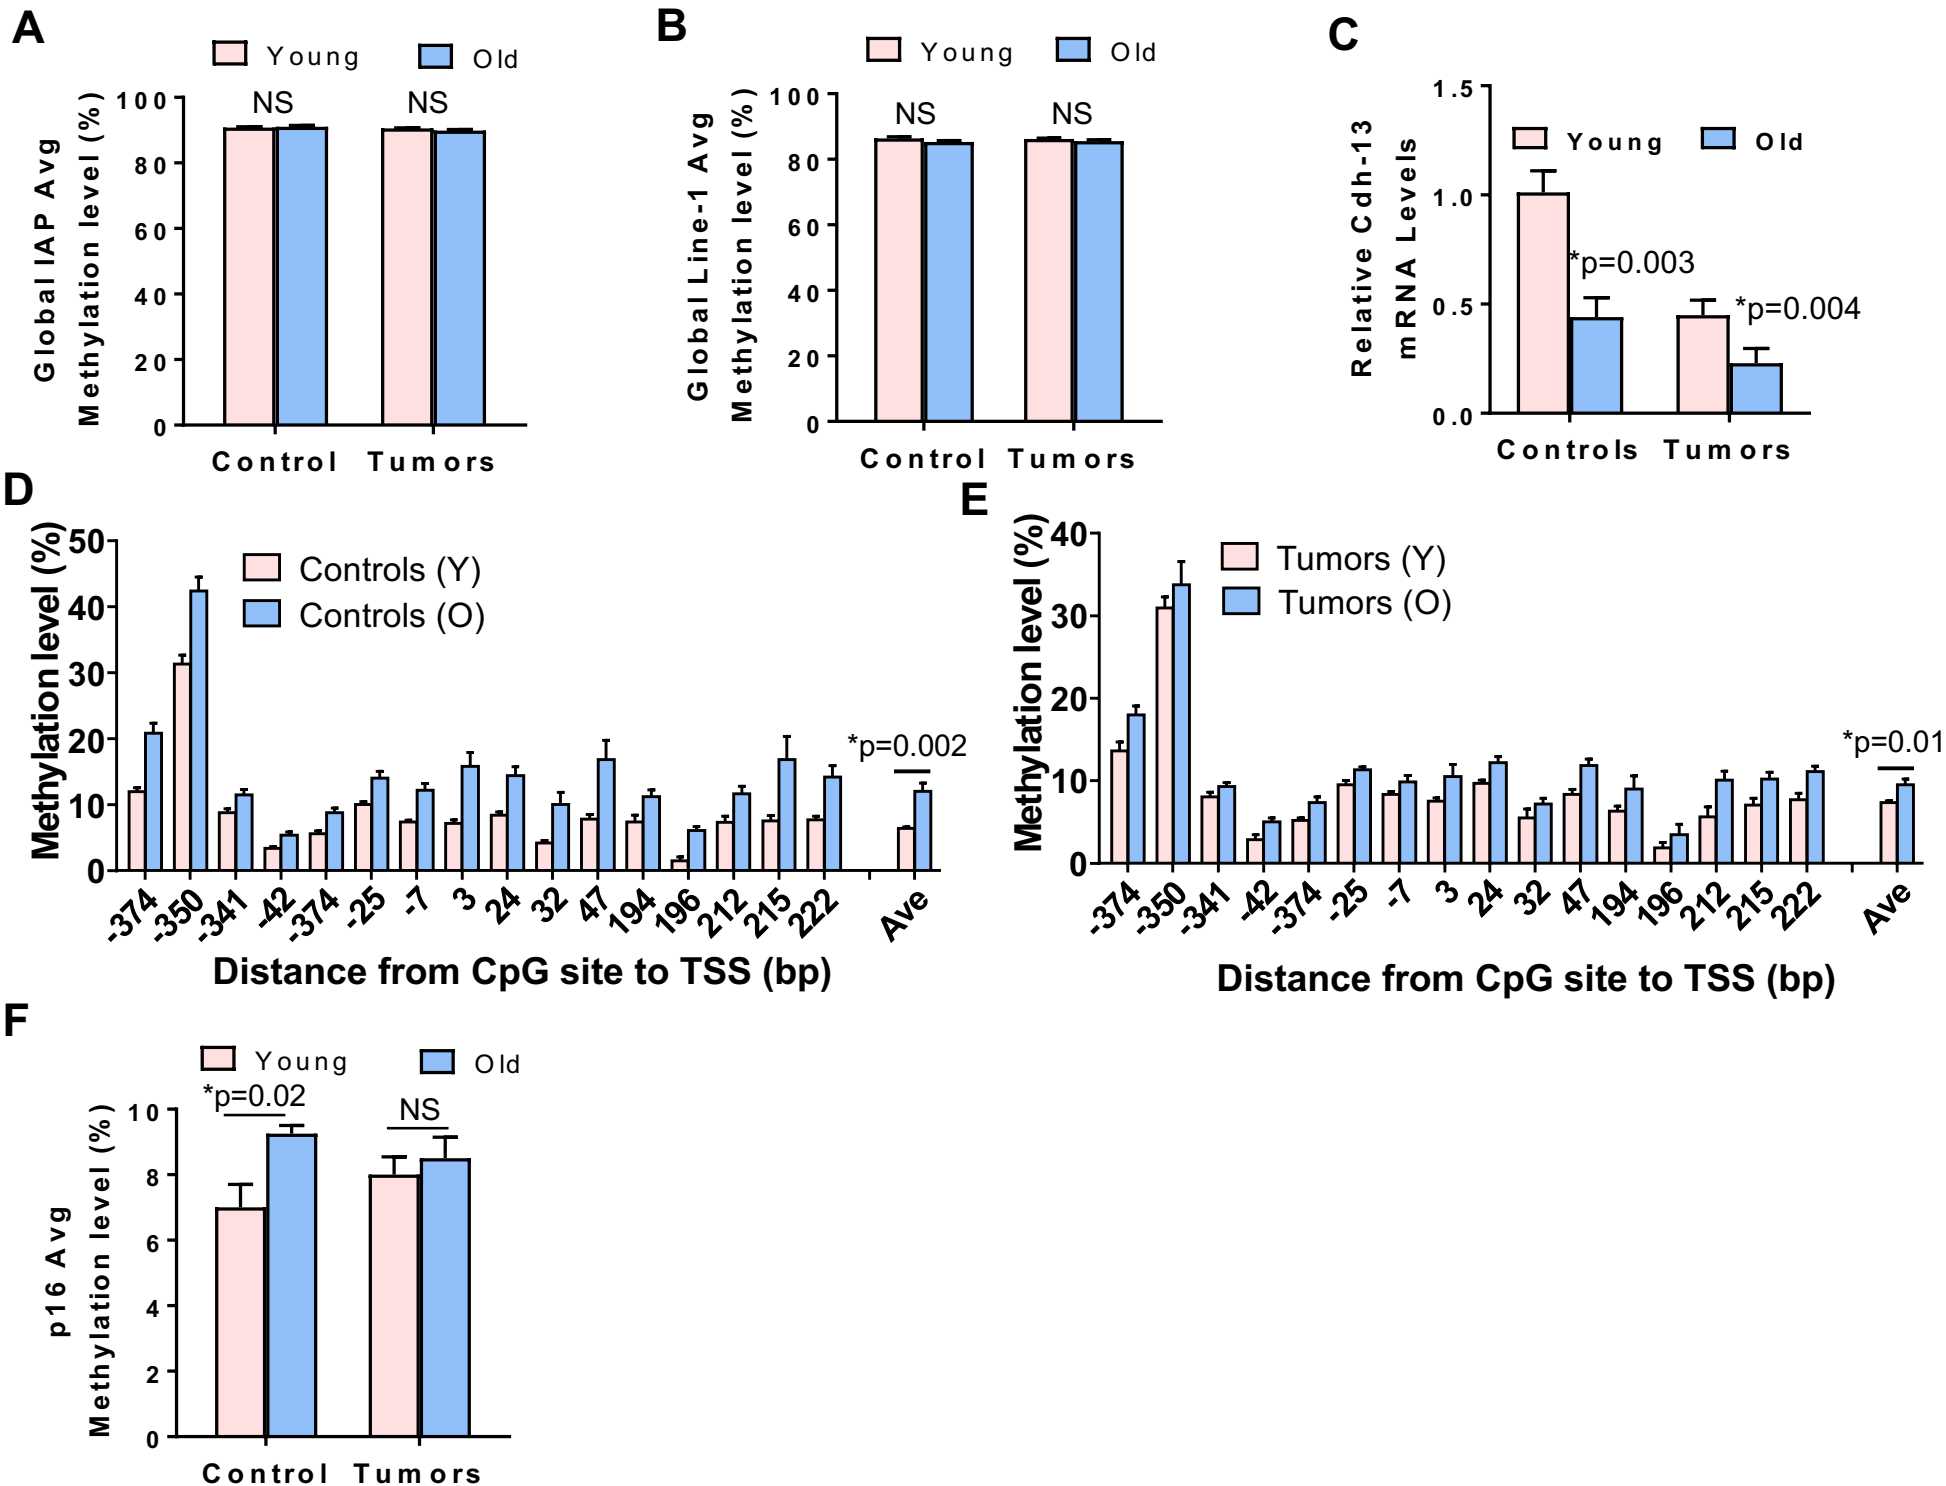 A
Young Old
Global IAP Avg
Methylation level (%)
100
80
60
40
20
0
NS NS
Control Tumors
B
Young Old
Global Line-1 Avg
Methylation level (%)
100
80
60
40
20
0
NS NS
Control Tumors
C
Young Old
Relative Cdh-13
mRNA Levels
1.5
1.0
0.5
0.0
*p=0.003
*p=0.004
Controls Tumors
D
Controls (Y)
Controls (O)
Methylation level (%)
50
40
30
20
10
0
*p=0.002
-374 -350 -341 -42 -374 -25 -7 3 24 32 47 194 196 212 215 222 Ave
Distance from CpG site to TSS (bp)
E
Tumors (Y)
Tumors (O)
Methylation level (%)
40
30
20
10
0
*p=0.01
-374 -350 -341 -42 -374 -25 -7 3 24 32 47 194 196 212 215 222 Ave
Distance from CpG site to TSS (bp)
F
Young Old
p16 Avg
Methylation level (%)
10
8
6
4
2
0
*p=0.02
NS
Control Tumors